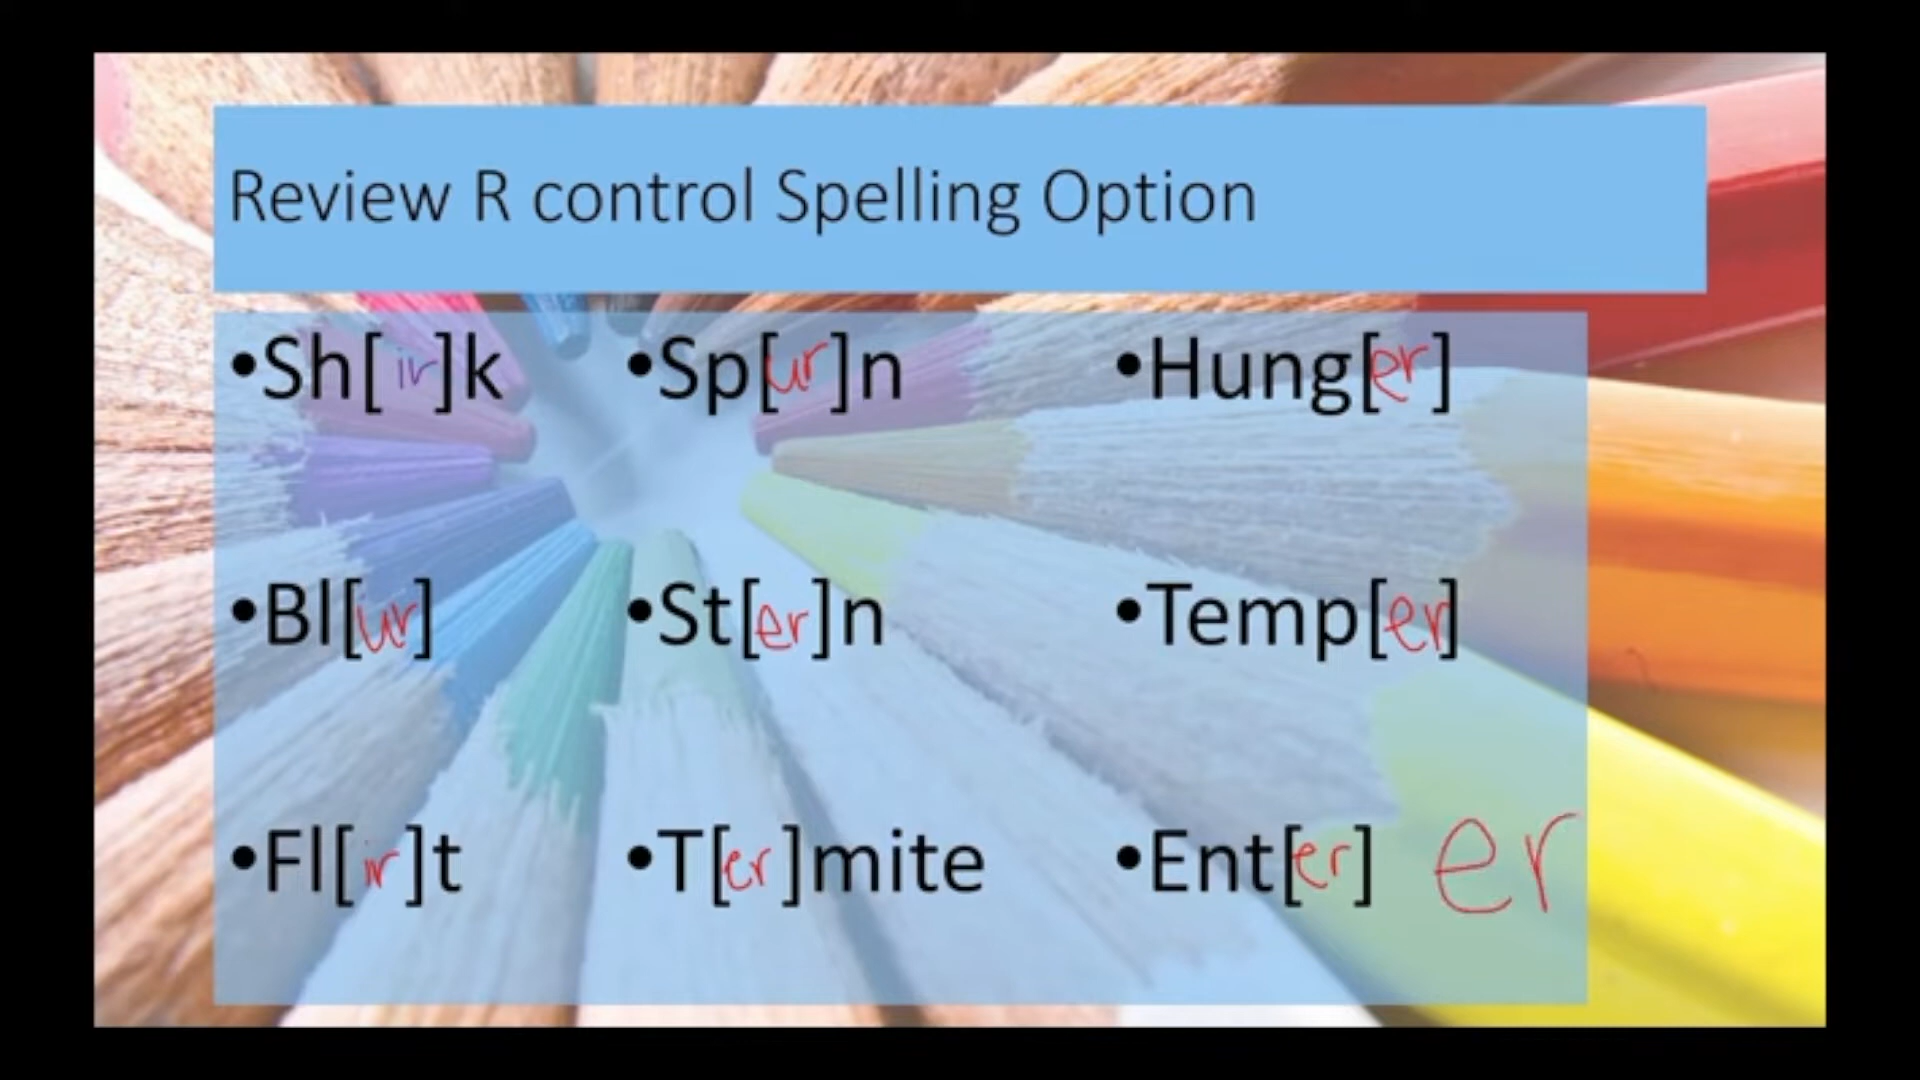 Review R control Spelling Option
•Sh[ir]k •Sp[ur]n •Hung[er]
•Bl[ur] •St[er]n •Temp[er]
•Fl[ir]t •T[er]mite •Ent[er] er